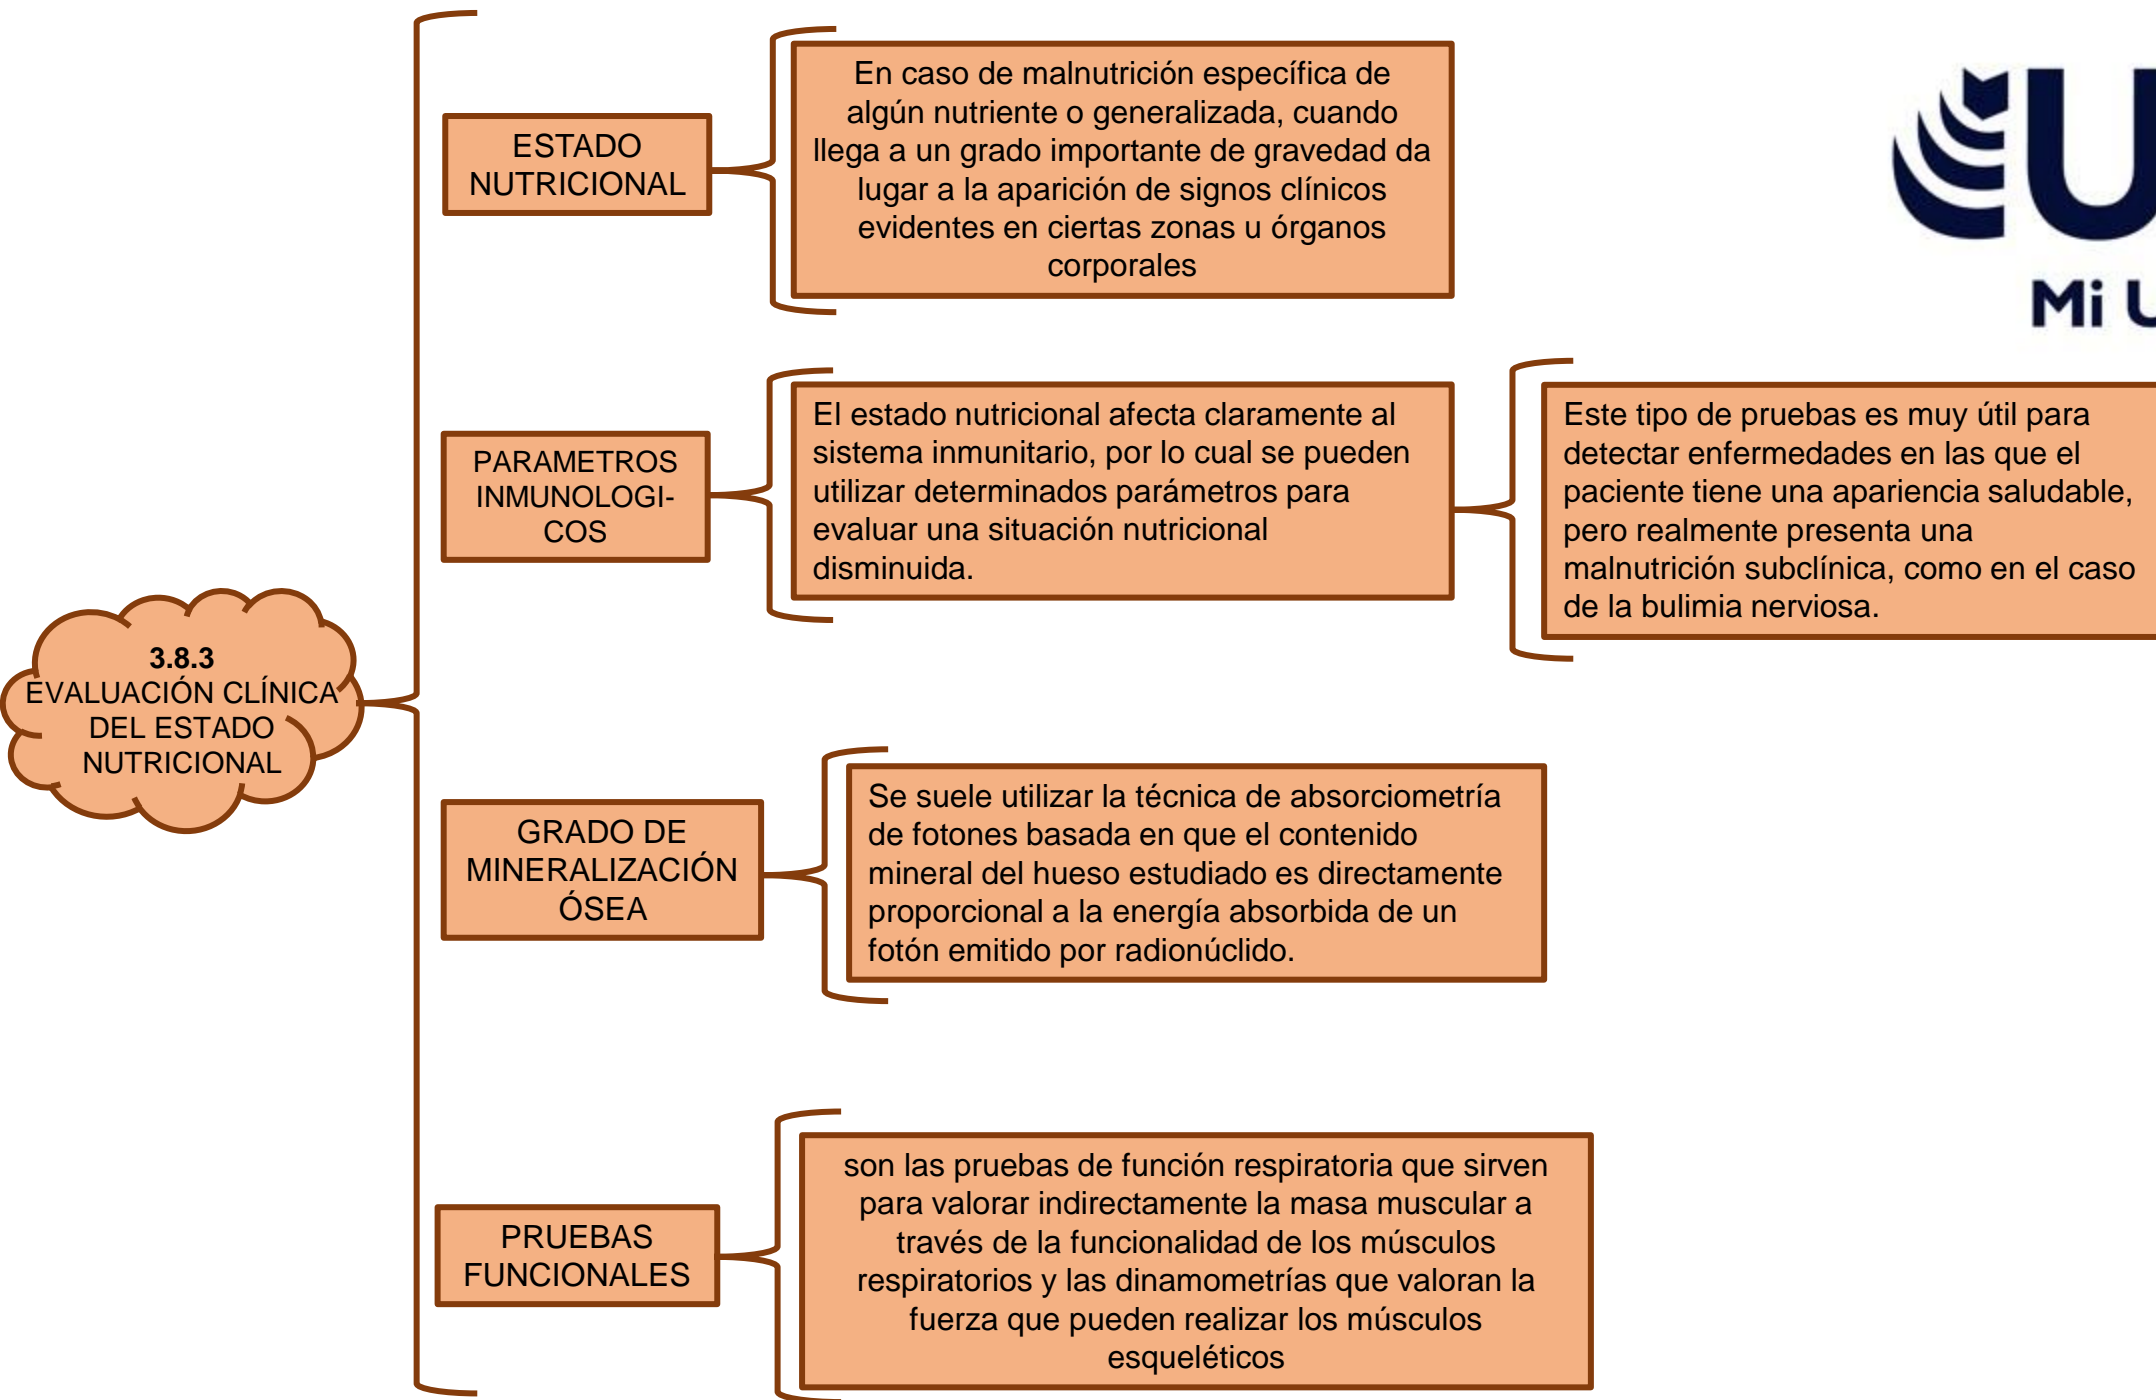 3.8.3
EVALUACIÓN CLÍNICA
DEL ESTADO
NUTRICIONAL
ESTADO
NUTRICIONAL
En caso de malnutrición específica de
algún nutriente o generalizada, cuando
llega a un grado importante de gravedad da
lugar a la aparición de signos clínicos
evidentes en ciertas zonas u órganos
corporales
PARAMETROS
INMUNOLOGI-
COS
El estado nutricional afecta claramente al
sistema inmunitario, por lo cual se pueden
utilizar determinados parámetros para
evaluar una situación nutricional
disminuida.
Este tipo de pruebas es muy útil para
detectar enfermedades en las que el
paciente tiene una apariencia saludable,
pero realmente presenta una
malnutrición subclínica, como en el caso
de la bulimia nerviosa.
GRADO DE
MINERALIZACIÓN
ÓSEA
Se suele utilizar la técnica de absorciometría
de fotones basada en que el contenido
mineral del hueso estudiado es directamente
proporcional a la energía absorbida de un
fotón emitido por radionúclido.
PRUEBAS
FUNCIONALES
son las pruebas de función respiratoria que sirven
para valorar indirectamente la masa muscular a
través de la funcionalidad de los músculos
respiratorios y las dinamometrías que valoran la
fuerza que pueden realizar los músculos
esqueléticos
U
Mi U